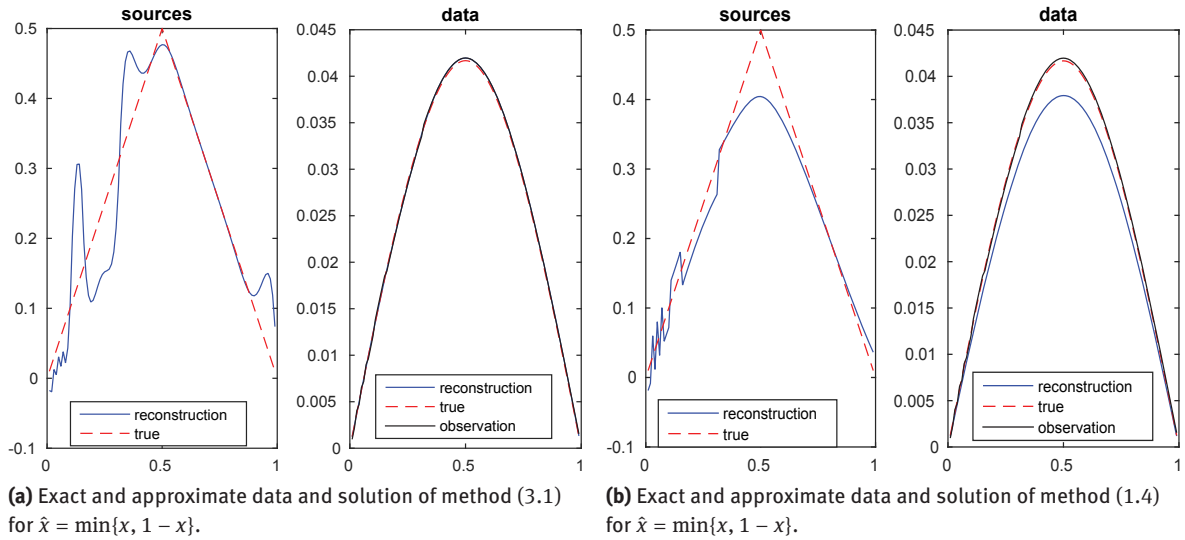 sources
0.5
0.4
0.3
0.2
0.1
0
-0.1
0
0.5
1
reconstruction
true
data
0.045
0.04
0.035
0.03
0.025
0.02
0.015
0.01
0.005
0
0
0.5
1
reconstruction
true
observation
(a) Exact and approximate data and solution of method (3.1)
for x̂ = min{x, 1 − x}.
sources
0.5
0.4
0.3
0.2
0.1
0
-0.1
0
0.5
1
reconstruction
true
data
0.045
0.04
0.035
0.03
0.025
0.02
0.015
0.01
0.005
0
0
0.5
1
reconstruction
true
observation
(b) Exact and approximate data and solution of method (1.4)
for x̂ = min{x, 1 − x}.